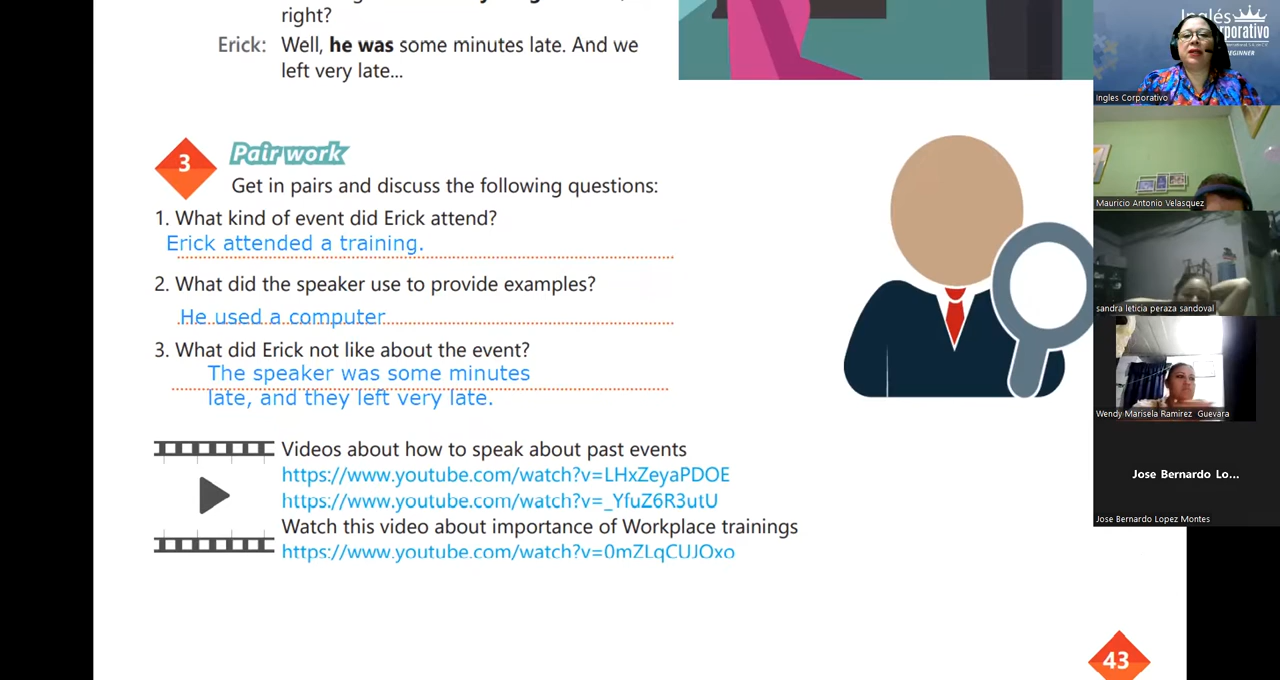 right?
Erick: Well, he was some minutes late. And we
left very late...
3
Pair work
Get in pairs and discuss the following questions:
1. What kind of event did Erick attend?
Erick attended a training.
2. What did the speaker use to provide examples?
He used a computer
3. What did Erick not like about the event?
The speaker was some minutes
late, and they left very late.
Videos about how to speak about past events
https://www.youtube.com/watch?v=LHxZeyaPDOE
https://www.youtube.com/watch?v=_YfuZ6R3utU
Watch this video about importance of Workplace trainings
https://www.youtube.com/watch?v=0mZLqCUJOxo
43
Inglés
Ingles Corporativo
Mauricio Antonio Velasquez
sandra leticia peraza sandoval
Wendy Marisela Ramirez Guevara
Jose Bernardo Lo...
Jose Bernardo Lopez Montes